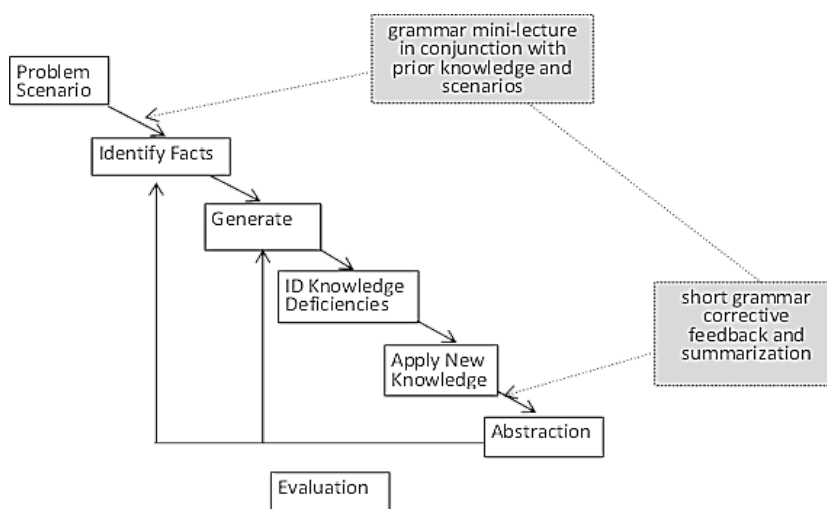 grammar mini-lecture
in conjunction with
prior knowledge and
scenarios
Problem
Scenario
Identify Facts
Generate
ID Knowledge
Deficiencies
short grammar
corrective
feedback and
summarization
Apply New
Knowledge
Abstraction
Evaluation